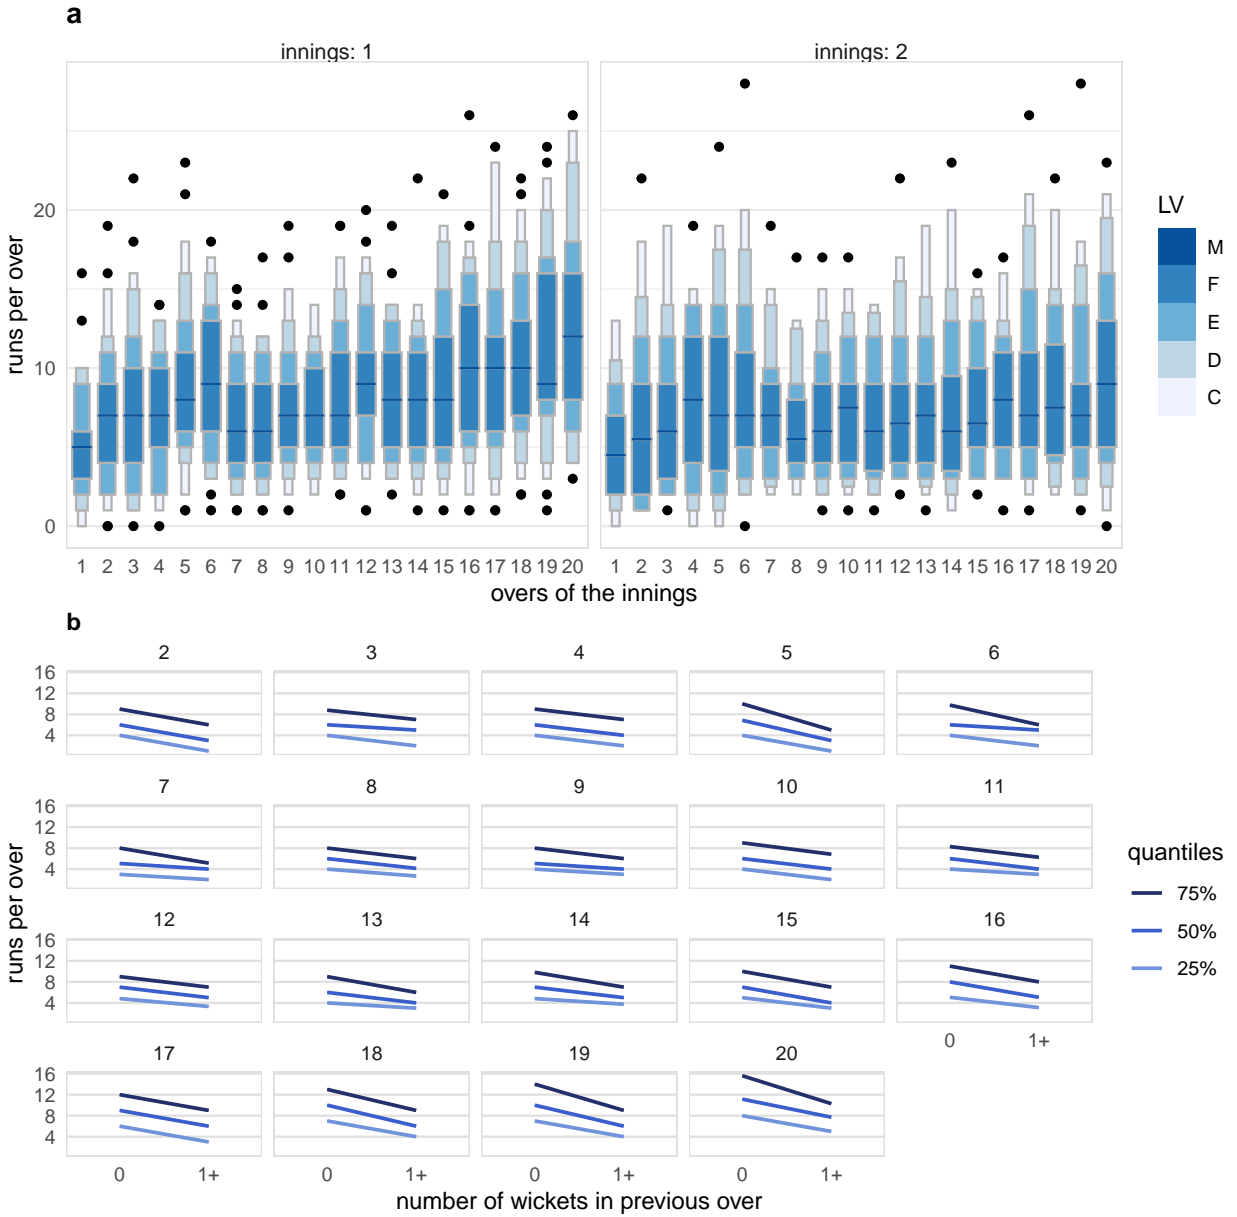 a
innings: 1 innings: 2
20
10
0
runs per over
1 2 3 4 5 6 7 8 9 10 11 12 13 14 15 16 17 18 19 20 1 2 3 4 5 6 7 8 9 10 11 12 13 14 15 16 17 18 19 20
overs of the innings
LV
M
F
E
D
C
b
2 3 4 5 6
16
12
8
4
7 8 9 10 11
16
12
8
4
12 13 14 15 16
16
12
8
4
0 1+
17 18 19 20
16
12
8
4
0 1+ 0 1+ 0 1+ 0 1+
runs per over
number of wickets in previous over
quantiles
75%
50%
25%